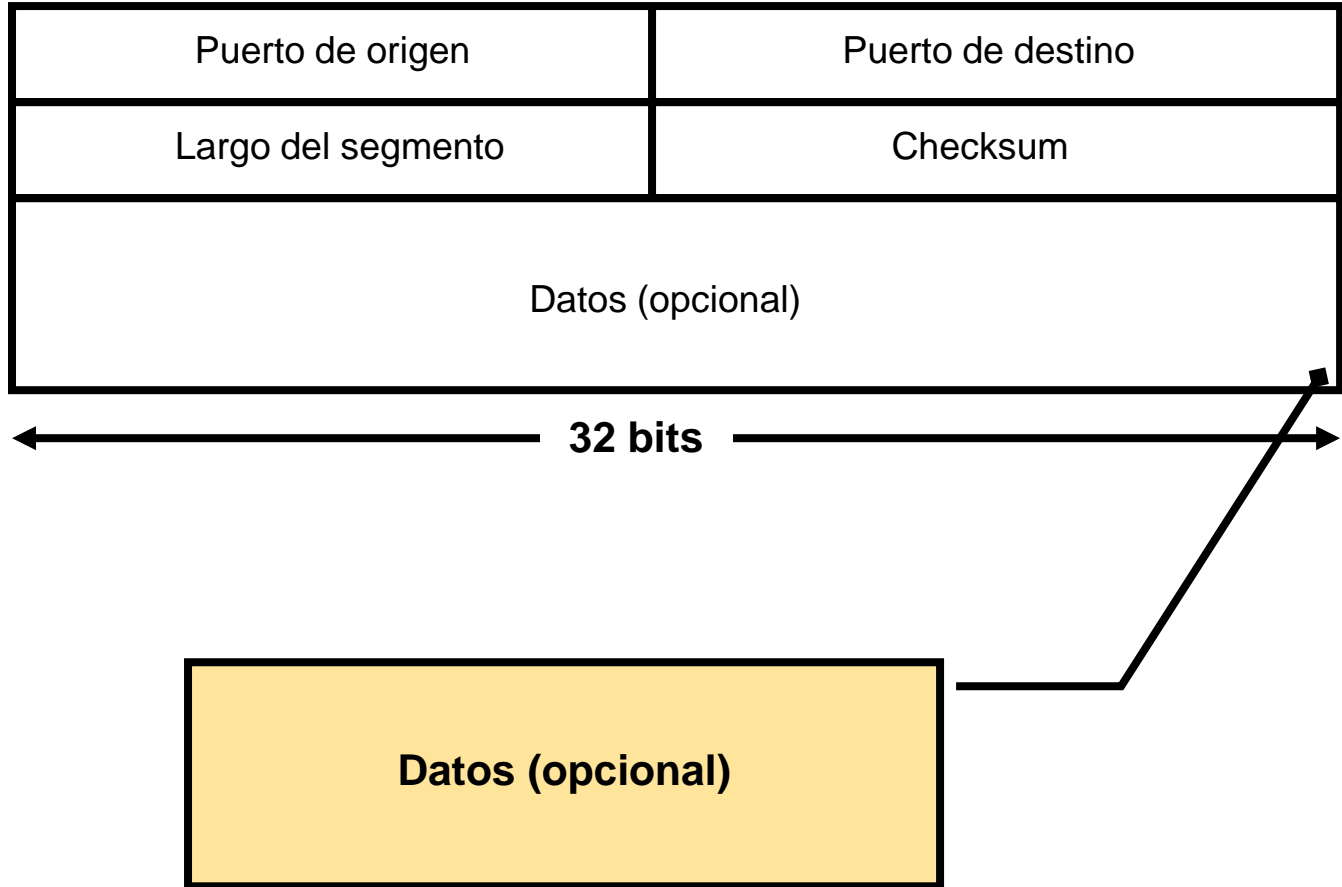 Puerto de origen
Puerto de destino
Largo del segmento
Checksum
Datos (opcional)
32 bits
Datos (opcional)